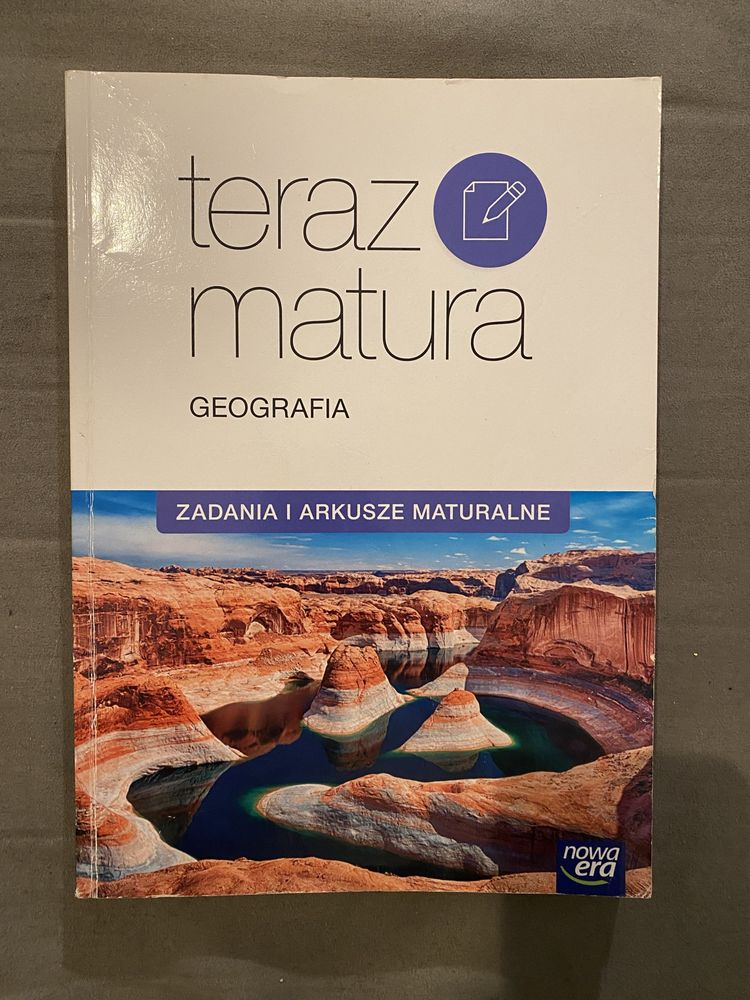 teraz
matura
GEOGRAFIA
ZADANIA I ARKUSZE MATURALNE
nowa
era